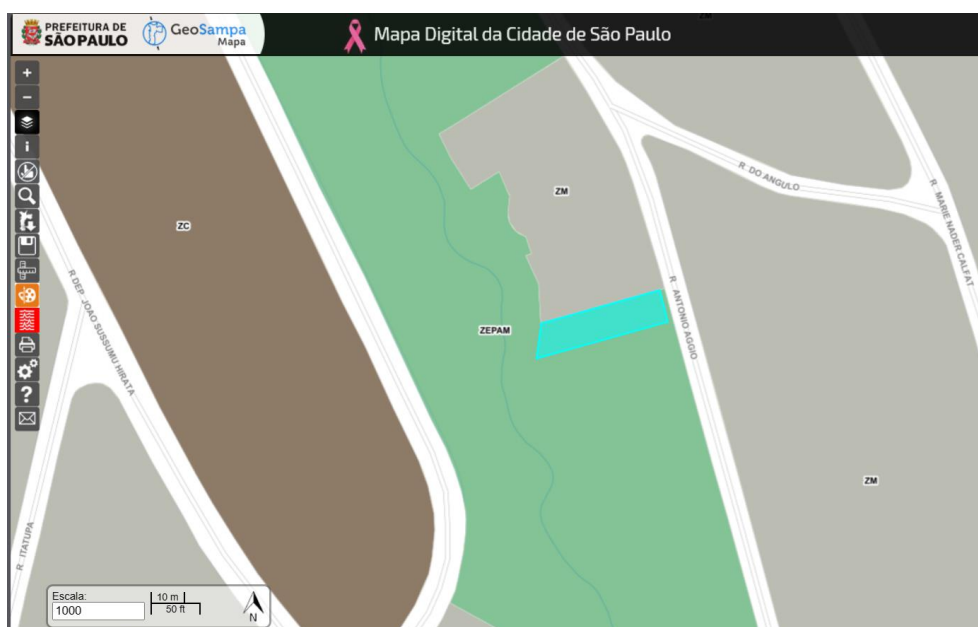 ZM
PREFEITURA DE
SÃO PAULO
GeoSampa
Mapa
Mapa Digital da Cidade de São Paulo
R DO ANGULO
R MARIE NADER CALFAT
ZM
ZC
R DEP JOAO SUSSUMU HIRATA
ZEPAM
R ANTONIO AGGIO
ZM
R ITATUPA
Escala:
1000
10 m
50 ft
N